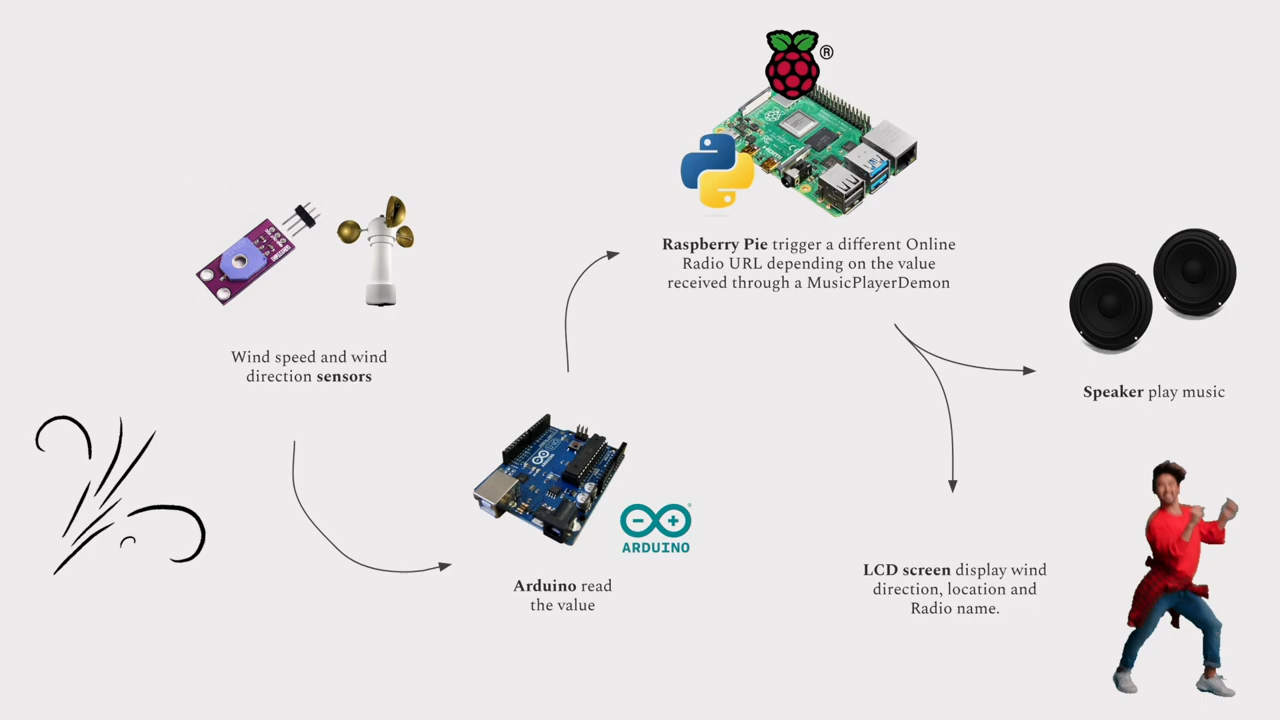 Wind speed and wind
direction sensors
ARDUINO
Arduino read
the value
®
Raspberry Pie trigger a different Online
Radio URL depending on the value
received through a MusicPlayerDemon
Speaker play music
LCD screen display wind
direction, location and
Radio name.